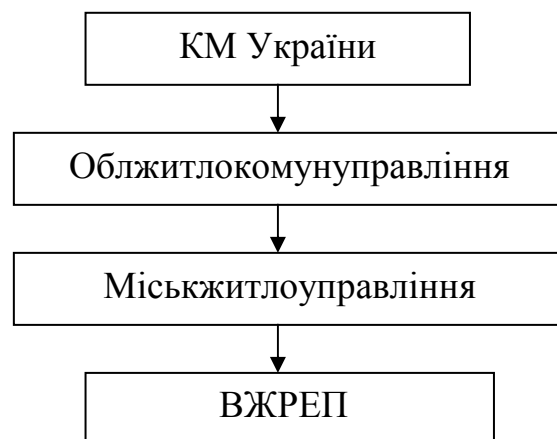 КМ України
Облжитлокомунуправління
Міськжитлоуправління
ВЖРЕП